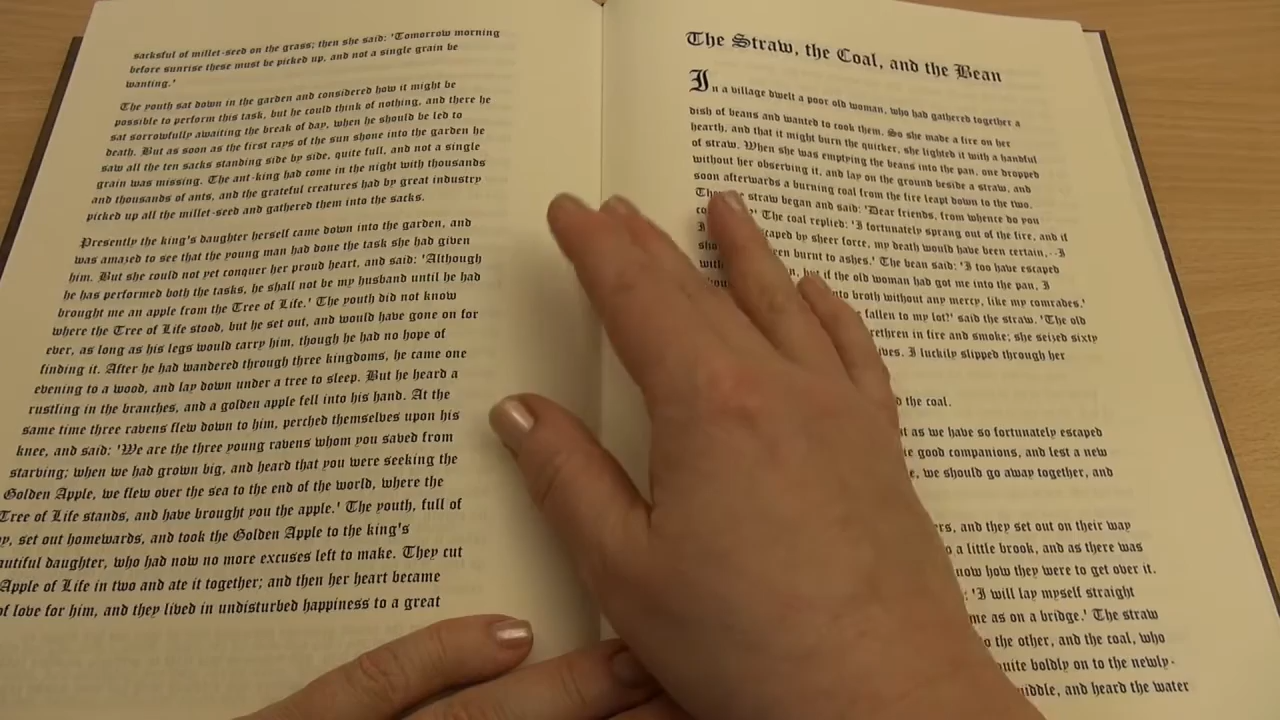 sacksful of millet-seed on the grass; then she said: 'Tomorrow morning
before sunrise these must be picked up, and not a single grain be
wanting.'
The youth sat down in the garden and considered how it might be
possible to perform this task, but he could think of nothing, and there he
sat sorrowfully awaiting the break of day, when he should be led to
death. But as soon as the first rays of the sun shone into the garden he
saw all the ten sacks standing side by side, quite full, and not a single
grain was missing. The ant-king had come in the night with thousands
and thousands of ants, and the grateful creatures had by great industry
picked up all the millet-seed and gathered them into the sacks.
Presently the king's daughter herself came down into the garden, and
was amazed to see that the young man had done the task she had given
him. But she could not yet conquer her proud heart, and said: 'Although
he has performed both the tasks, he shall not be my husband until he had
brought me an apple from the Tree of Life.' The youth did not know
where the Tree of Life stood, but he set out, and would have gone on for
ever, as long as his legs would carry him, though he had no hope of
finding it. After he had wandered through three kingdoms, he came one
evening to a wood, and lay down under a tree to sleep. But he heard a
rustling in the branches, and a golden apple fell into his hand. At the
same time three ravens flew down to him, perched themselves upon his
knee, and said: 'We are the three young ravens whom you saved from
starving; when we had grown big, and heard that you were seeking the
Golden Apple, we flew over the sea to the end of the world, where the
Tree of Life stands, and have brought you the apple.' The youth, full of
set out homewards, and took the Golden Apple to the king's
daughter, who had now no more excuses left to make. They cut
Apple of Life in two and ate it together; and then her heart became
of love for him, and they lived in undisturbed happiness to a great
The Straw, the Coal, and the Bean
In a village dwelt a poor old woman, who had gathered together a
dish of beans and wanted to cook them. So she made a fire on her
hearth, and that it might burn the quicker, she lighted it with a handful
of straw. When she was emptying the beans into the pan, one dropped
without her observing it, and lay on the ground beside a straw, and
soon afterwards a burning coal from the fire leapt down to the two.
straw began and said: 'Dear friends, from whence do you
The coal replied: 'I fortunately sprang out of the fire, and if
I by sheer force, my death would have been certain,--I
burnt to ashes.' The bean said: 'I too have escaped
but if the old woman had got me into the pan, I
broth without any mercy, like my comrades.'
fallen to my lot?' said the straw. 'The old
in fire and smoke; she seized sixty
I luckily slipped through her
the coal.
as we have so fortunately escaped
good companions, and lest a new
we should go away together, and
and they set out on their way
a little brook, and as there was
how they were to get over it.
'I will lay myself straight
as on a bridge.' The straw
the other, and the coal, who
boldly on to the newly-
and heard the water